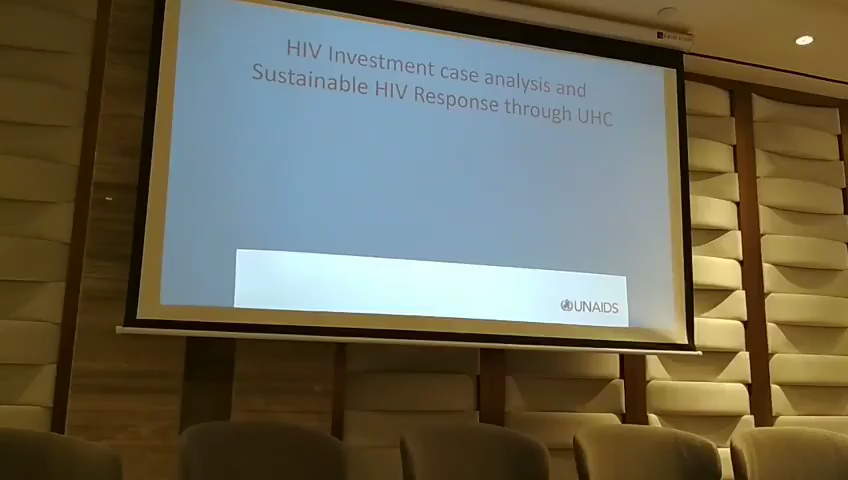 HIV Investment case analysis and
Sustainable HIV Response through UHC
UNAIDS